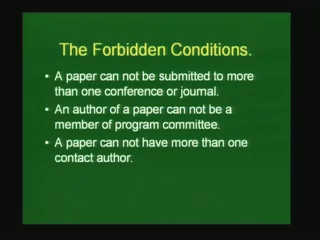 The Forbidden Conditions.
• A paper can not be submitted to more
than one conference or journal.
• An author of a paper can not be a
member of program committee.
• A paper can not have more than one
contact author.